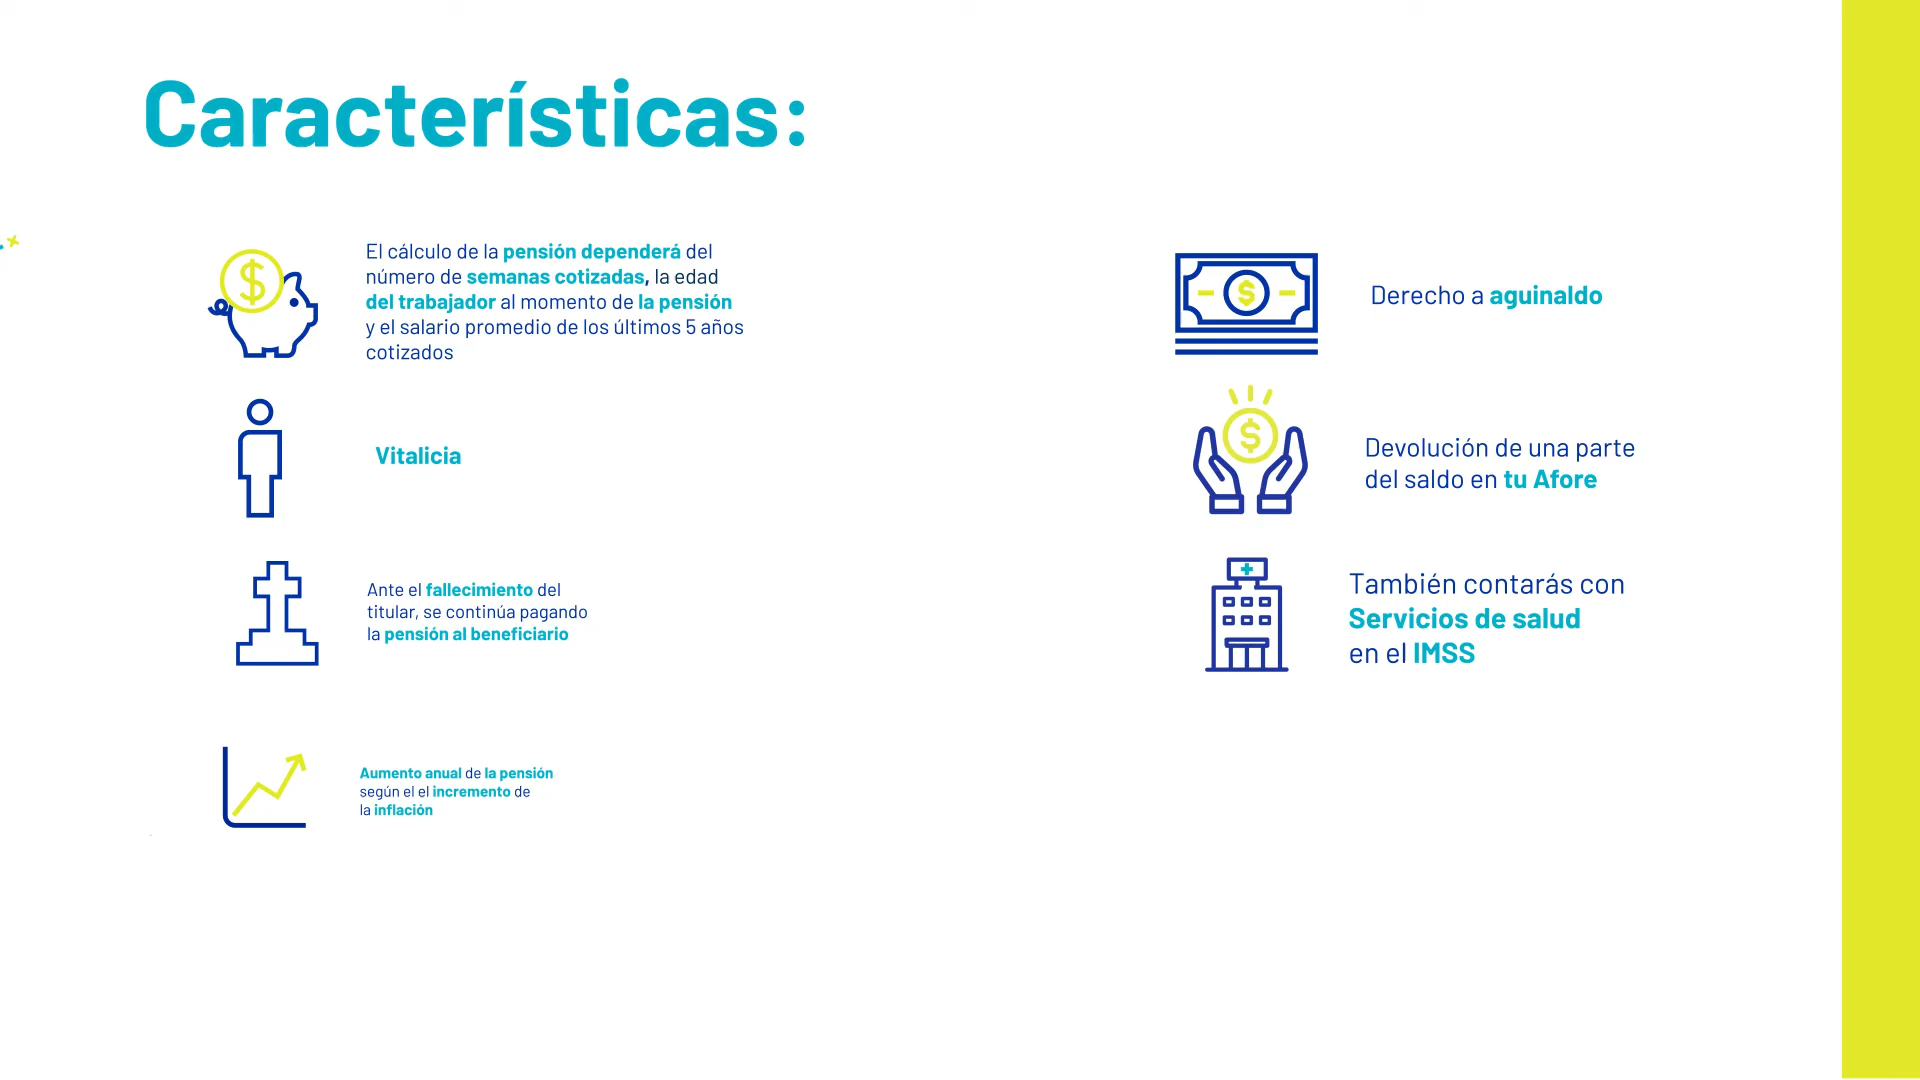 Características:
El cálculo de la pensión dependerá del
número de semanas cotizadas, la edad
del trabajador al momento de la pensión
y el salario promedio de los últimos 5 años
cotizados
Vitalicia
Ante el fallecimiento del
titular, se continúa pagando
la pensión al beneficiario
Aumento anual de la pensión
según el el incremento de
la inflación
Derecho a aguinaldo
Devolución de una parte
del saldo en tu Afore
También contarás con
Servicios de salud
en el IMSS